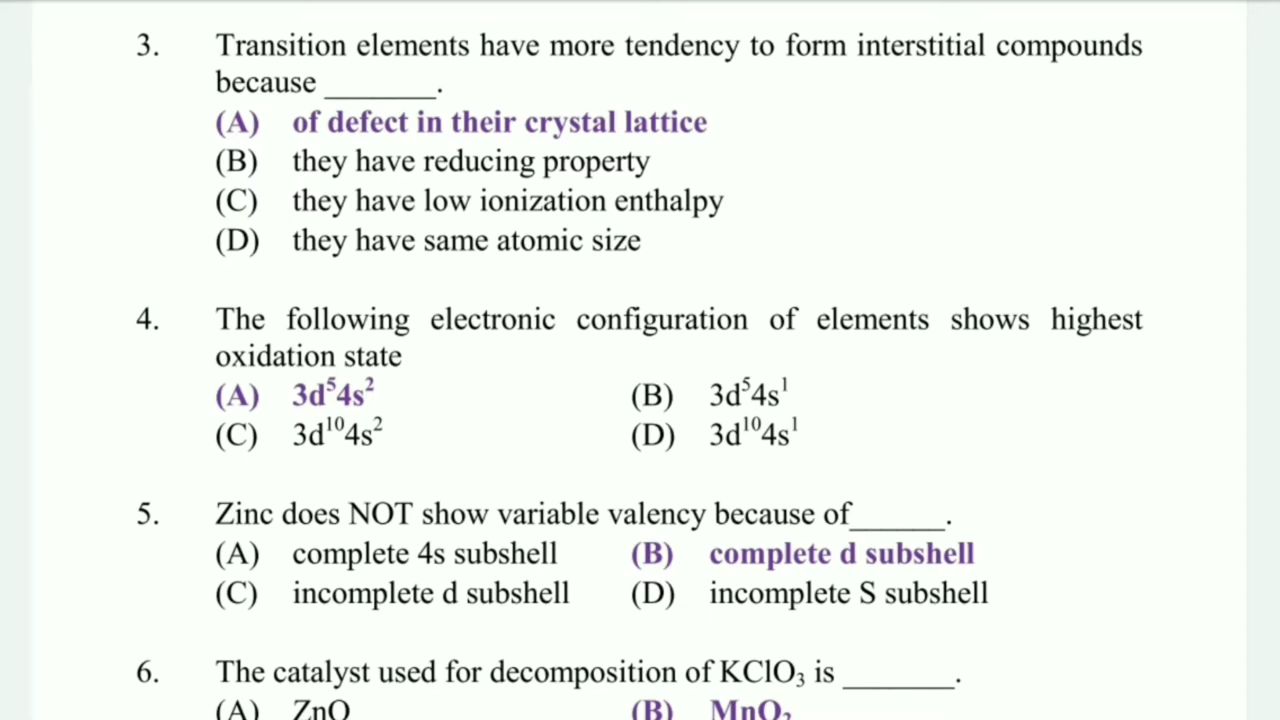 3. Transition elements have more tendency to form interstitial compounds
because ________.
(A) of defect in their crystal lattice
(B) they have reducing property
(C) they have low ionization enthalpy
(D) they have same atomic size
4. The following electronic configuration of elements shows highest
oxidation state
(A) 3d⁵4s² (B) 3d⁵4s¹
(C) 3d¹⁰4s² (D) 3d¹⁰4s¹
5. Zinc does NOT show variable valency because of_______.
(A) complete 4s subshell (B) complete d subshell
(C) incomplete d subshell (D) incomplete S subshell
6. The catalyst used for decomposition of KClO₃ is ________.
(A) ZnO (B) MnO₂